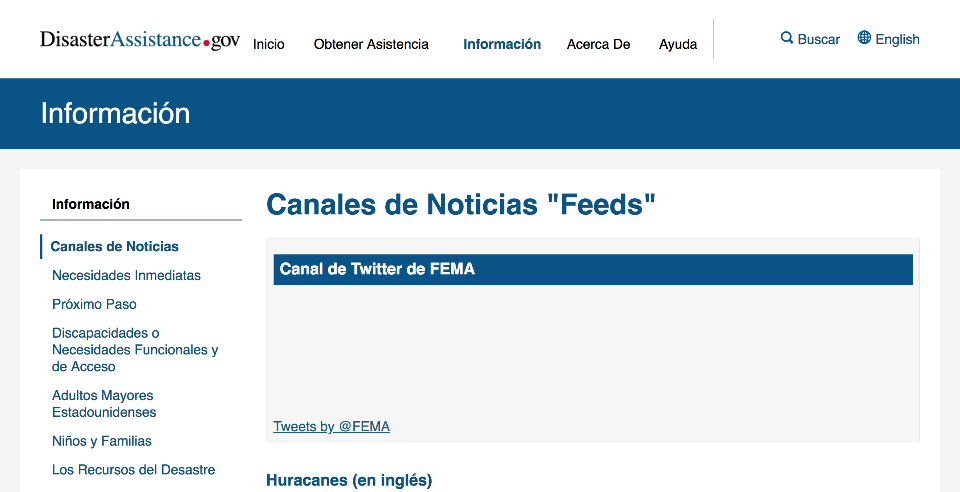 DisasterAssistance.gov
Inicio
Obtener Asistencia
Información
Acerca De
Ayuda
Buscar
English
Información
Información
Canales de Noticias
Necesidades Inmediatas
Próximo Paso
Discapacidades o
Necesidades Funcionales y
de Acceso
Adultos Mayores
Estadounidenses
Niños y Familias
Los Recursos del Desastre
Canales de Noticias "Feeds"
Canal de Twitter de FEMA
Tweets by @FEMA
Huracanes (en inglés)